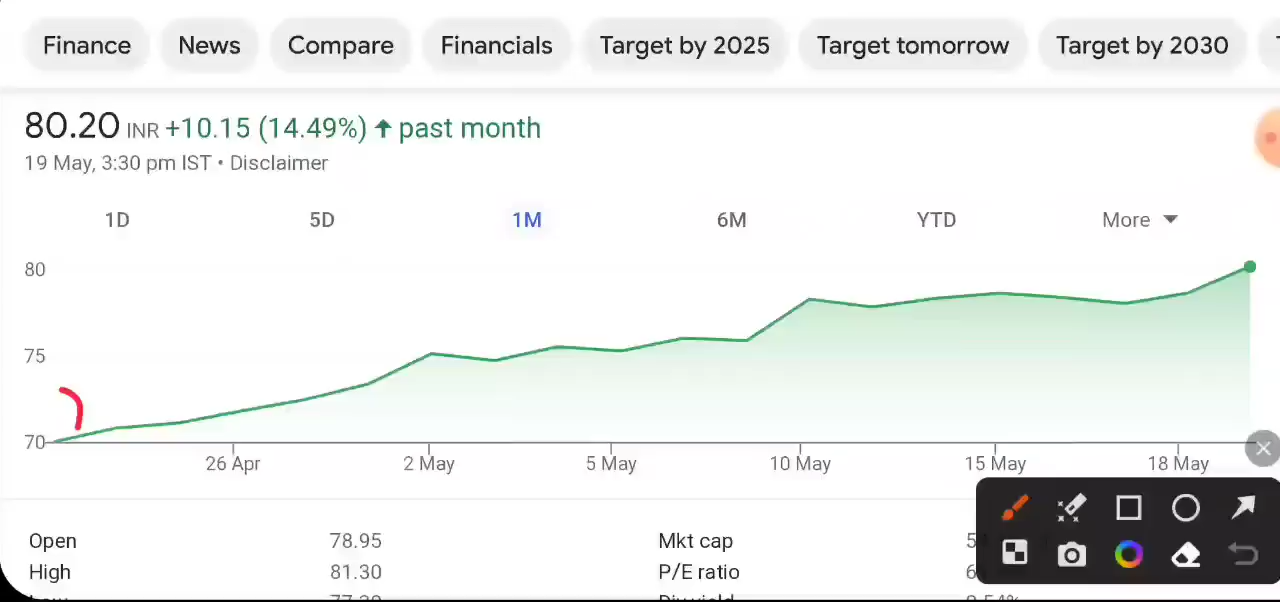 Finance News Compare Financials Target by 2025 Target tomorrow Target by 2030
80.20 INR +10.15 (14.49%) ↑ past month
19 May, 3:30 pm IST • Disclaimer
1D 5D 1M 6M YTD More
80
75
70
26 Apr 2 May 5 May 10 May 15 May 18 May
Open 78.95 Mkt cap
High 81.30 P/E ratio